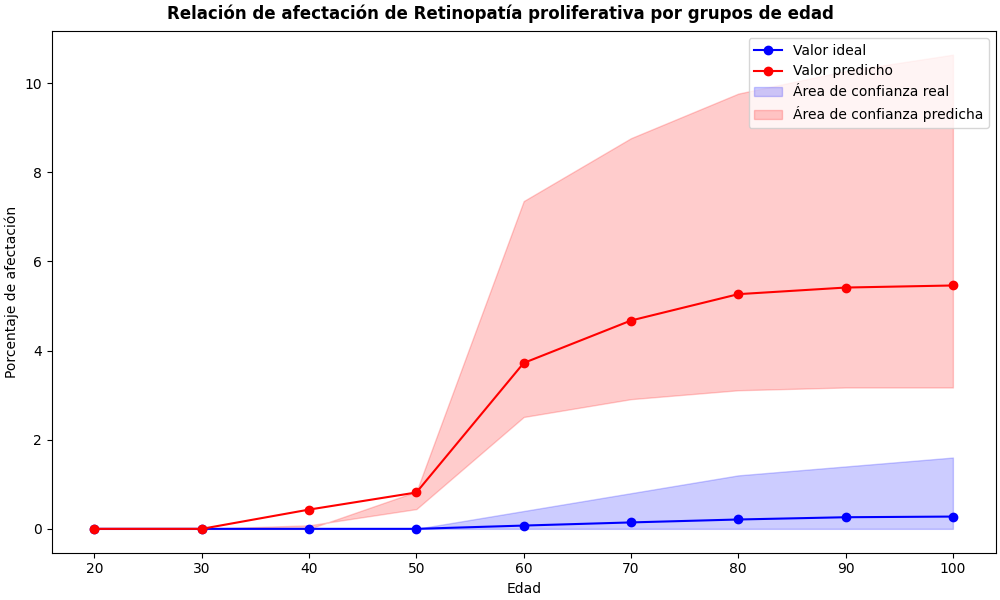 Relación de afectación de Retinopatía proliferativa por grupos de edad
Valor ideal
Valor predicho
Área de confianza real
Área de confianza predicha
Porcentaje de afectación
10
8
6
4
2
0
20 30 40 50 60 70 80 90 100
Edad